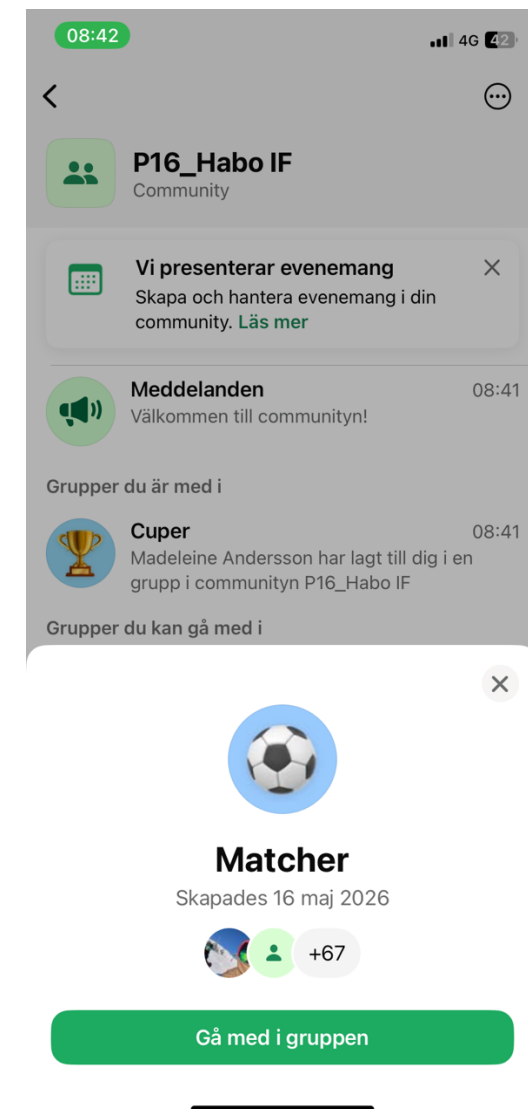 08:42
4G 42
P16_Habo IF
Community
Vi presenterar evenemang
Skapa och hantera evenemang i din
community. Läs mer
Meddelanden 08:41
Välkommen till communityn!
Grupper du är med i
Cuper 08:41
Madeleine Andersson har lagt till dig i en
grupp i communityn P16_Habo IF
Grupper du kan gå med i
Matcher
Skapades 16 maj 2026
+67
Gå med i gruppen